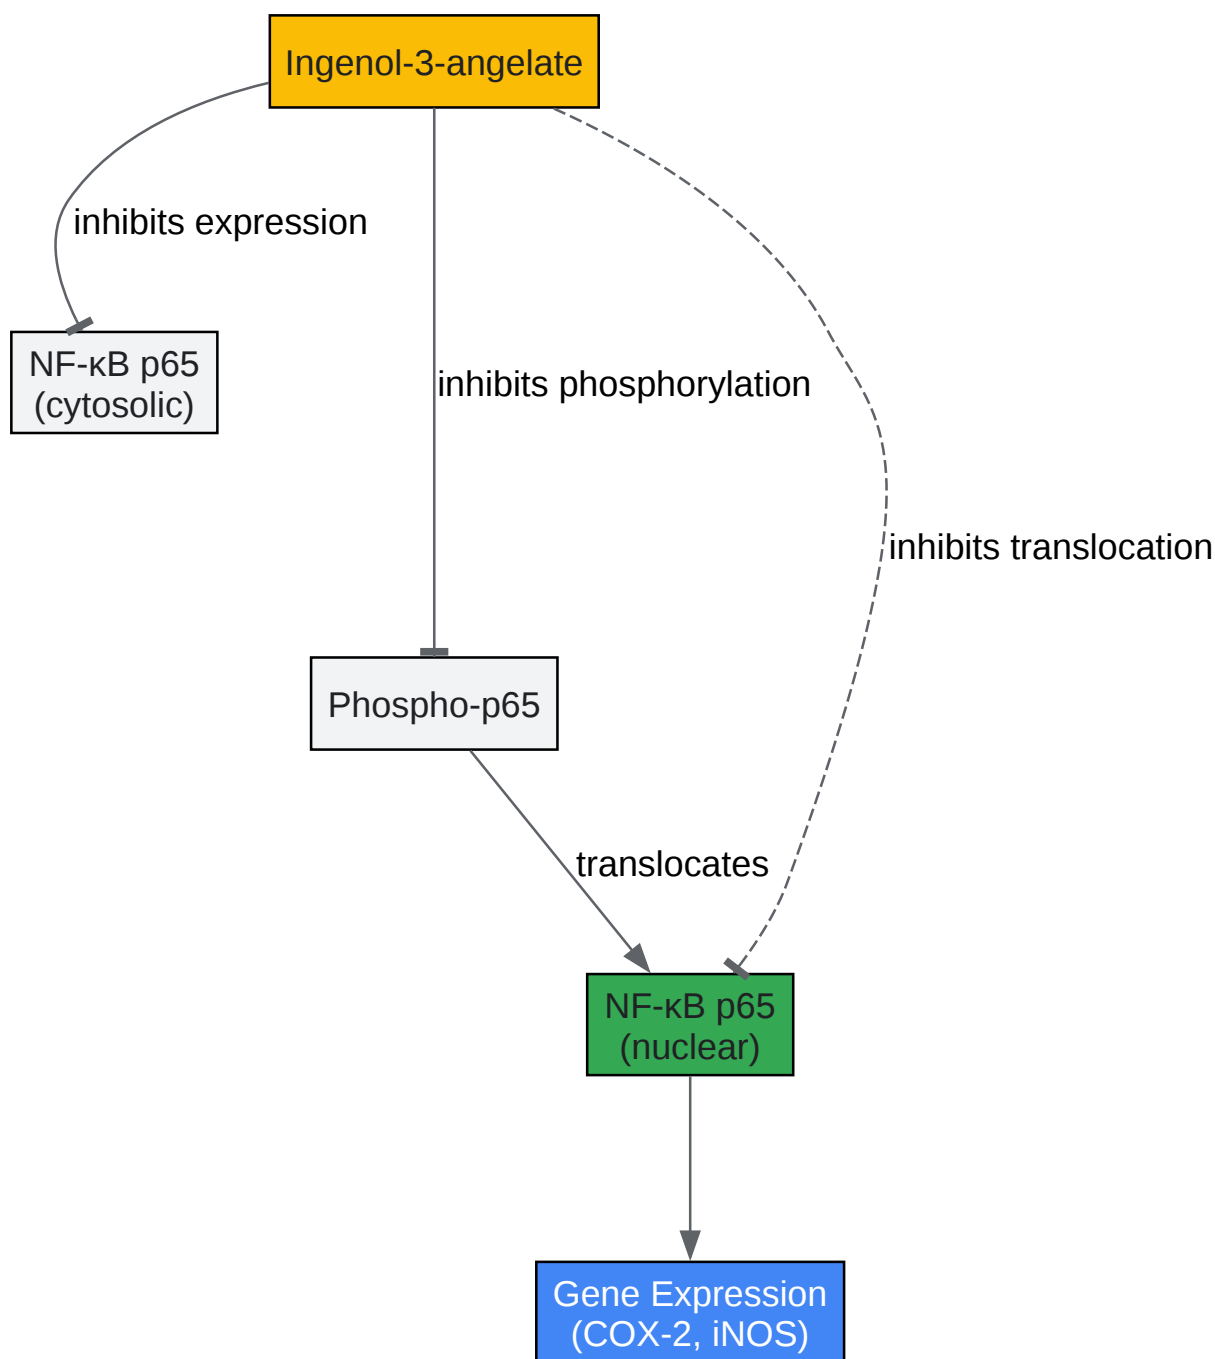 Ingenol-3-angelate
inhibits expression
NF-κB p65
(cytosolic)
inhibits phosphorylation
inhibits translocation
Phospho-p65
translocates
NF-κB p65
(nuclear)
Gene Expression
(COX-2, iNOS)